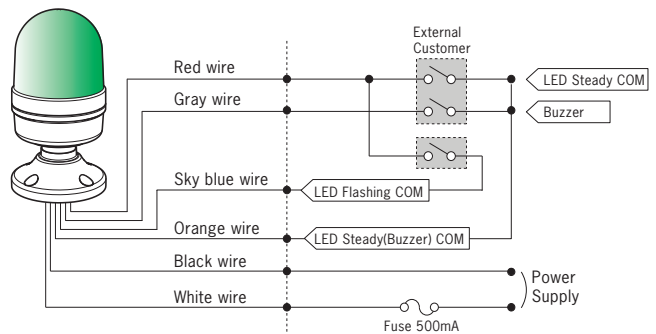 External
Customer
Red wire
LED Steady COM
Gray wire
Buzzer
Sky blue wire
LED Flashing COM
Orange wire
LED Steady(Buzzer) COM
Black wire
Power
Supply
White wire
Fuse 500mA